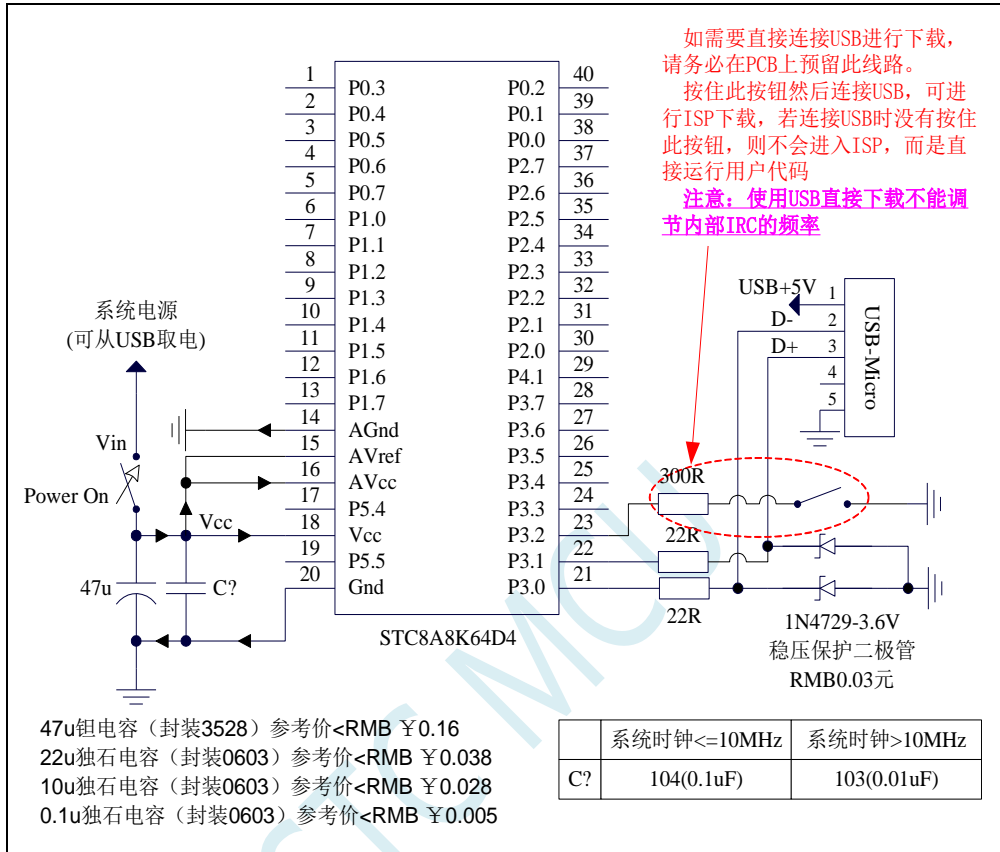 如需要直接连接USB进行下载，
请务必在PCB上预留此线路。
按住此按钮然后连接USB，可进
行ISP下载，若连接USB时没有按住
此按钮，则不会进入ISP，而是直
接运行用户代码
注意：使用USB直接下载不能调
节内部IRC的频率
1 P0.3 P0.2 40
2 P0.4 P0.1 39
3 P0.5 P0.0 38
4 P0.6 P2.7 37
5 P0.7 P2.6 36
6 P1.0 P2.5 35
7 P1.1 P2.4 34
8 P1.2 P2.3 33
9 P1.3 P2.2 32
10 P1.4 P2.1 31
11 P1.5 P2.0 30
12 P1.6 P4.1 29
13 P1.7 P3.7 28
14 AGnd P3.6 27
15 AVref P3.5 26
16 AVcc P3.4 25
17 P5.4 P3.3 24
18 Vcc P3.2 23
19 P5.5 P3.1 22
20 Gnd P3.0 21
STC8A8K64D4
系统电源
(可从USB取电)
Vin
Power On
Vcc
47u
C?
USB+5V 1
D- 2
D+ 3
4
5
USB-Micro
300R
22R
22R
1N4729-3.6V
稳压保护二极管
RMB0.03元
47u钽电容（封装3528）参考价<RMB ￥0.16
22u独石电容（封装0603）参考价<RMB ￥0.038
10u独石电容（封装0603）参考价<RMB ￥0.028
0.1u独石电容（封装0603）参考价<RMB ￥0.005
系统时钟<=10MHz 系统时钟>10MHz
C? 104(0.1uF) 103(0.01uF)
STC MCU